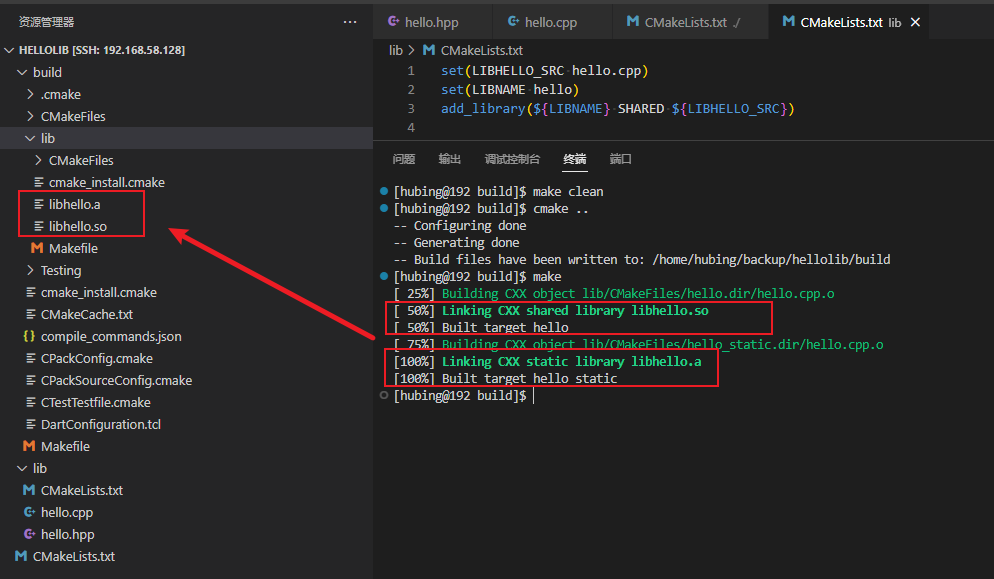 资源管理器
···
HELLOLIB [SSH: 192.168.58.128]
build
.cmake
CMakeFiles
lib
CMakeFiles
cmake_install.cmake
libhello.a
libhello.so
Makefile
Testing
cmake_install.cmake
CMakeCache.txt
{} compile_commands.json
CPackConfig.cmake
CPackSourceConfig.cmake
CTestTestfile.cmake
DartConfiguration.tcl
Makefile
lib
CMakeLists.txt
hello.cpp
hello.hpp
CMakeLists.txt
hello.hpp
hello.cpp
CMakeLists.txt ./
CMakeLists.txt lib
lib > CMakeLists.txt
1 set(LIBHELLO_SRC hello.cpp)
2 set(LIBNAME hello)
3 add_library(${LIBNAME} SHARED ${LIBHELLO_SRC})
4
问题 输出 调试控制台 终端 端口
[hubing@192 build]$ make clean
[hubing@192 build]$ cmake ..
-- Configuring done
-- Generating done
-- Build files have been written to: /home/hubing/backup/hellolib/build
[hubing@192 build]$ make
[ 25%] Building CXX object lib/CMakeFiles/hello.dir/hello.cpp.o
[ 50%] Linking CXX shared library libhello.so
[ 50%] Built target hello
[ 75%] Building CXX object lib/CMakeFiles/hello_static.dir/hello.cpp.o
[100%] Linking CXX static library libhello.a
[100%] Built target hello_static
[hubing@192 build]$